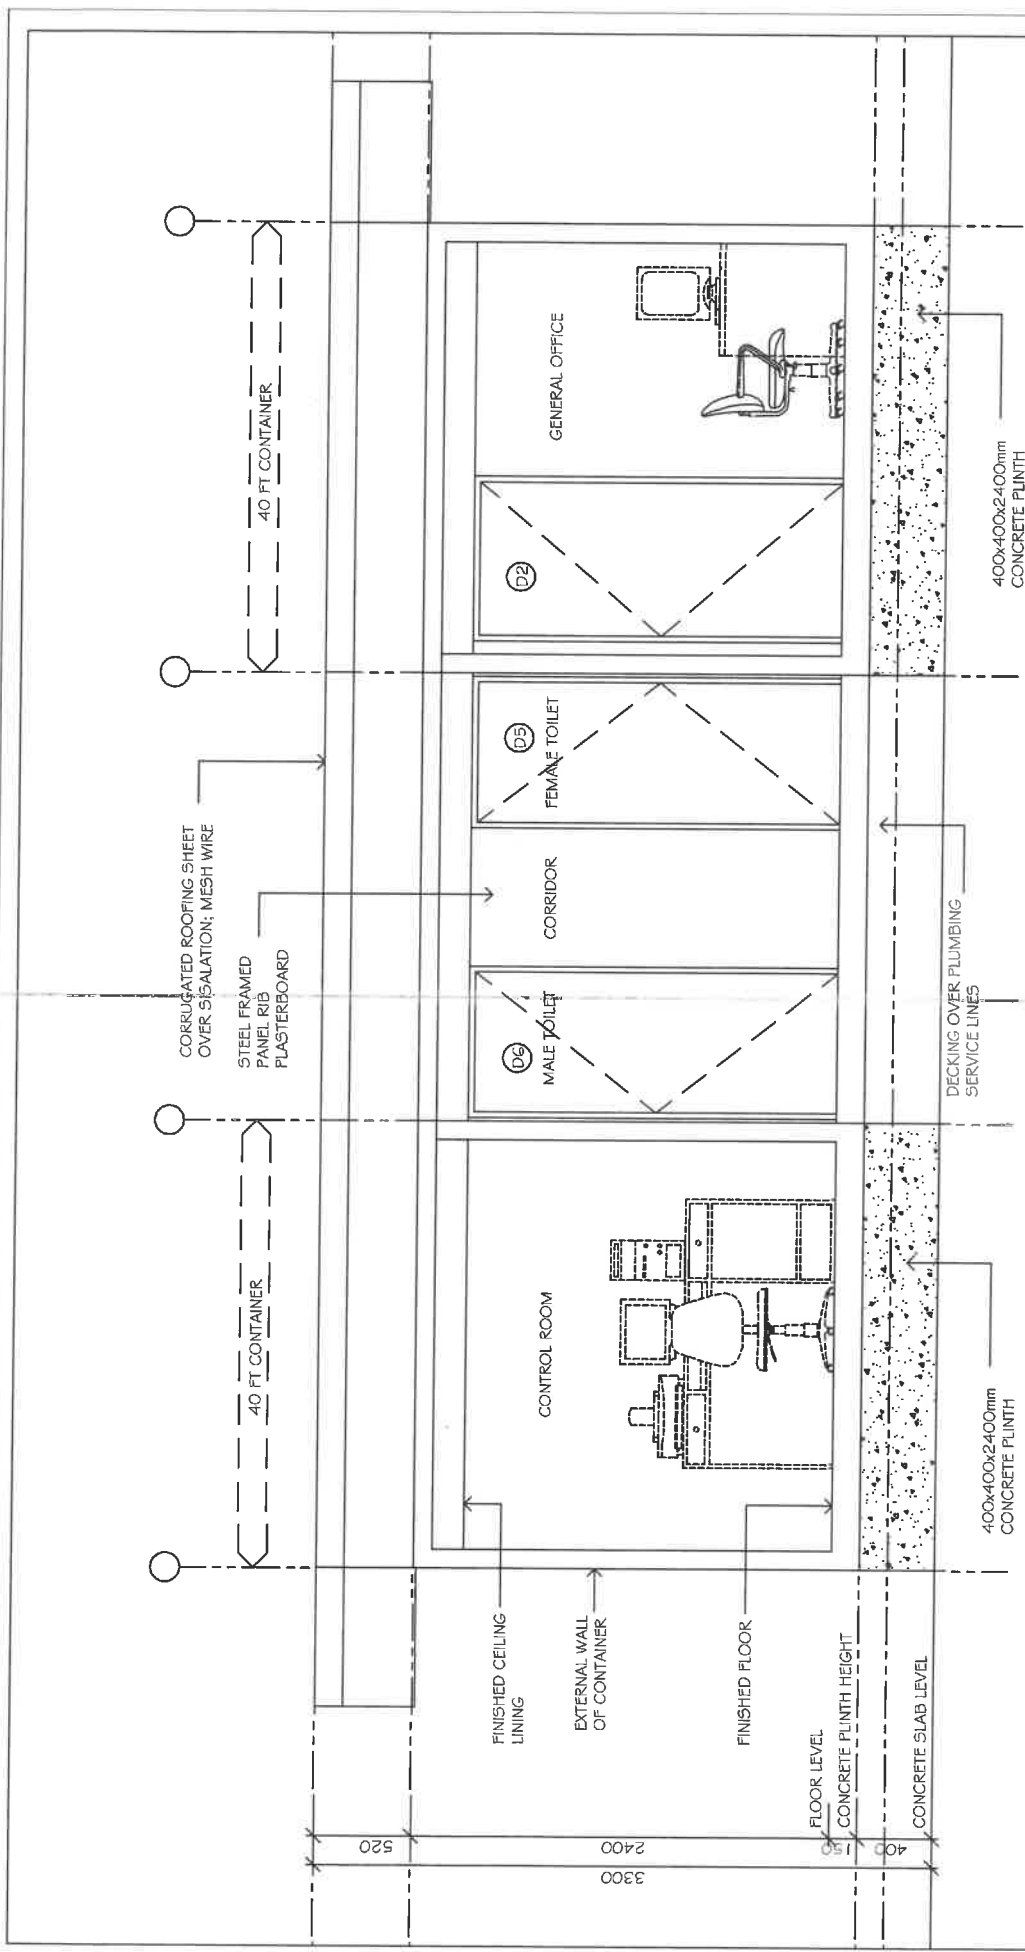 40 FT CONTAINER
40 FT CONTAINER
CORRUGATED ROOFING SHEET
OVER SISALATION; MESH WIRE
STEEL FRAMED
PANEL RIB
PLASTERBOARD
FINISHED CEILING
LINING
EXTERNAL WALL
OF CONTAINER
FINISHED FLOOR
CONTROL ROOM
D6
MALE TOILET
CORRIDOR
D5
FEMALE TOILET
D2
GENERAL OFFICE
FLOOR LEVEL
CONCRETE PLINTH HEIGHT
CONCRETE SLAB LEVEL
520
2400
150
400
3300
DECKING OVER PLUMBING
SERVICE LINES
400x400x2400mm
CONCRETE PLINTH
400x400x2400mm
CONCRETE PLINTH